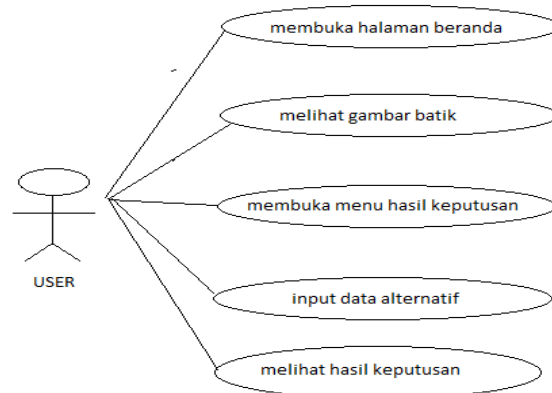 membuka halaman beranda
melihat gambar batik
membuka menu hasil keputusan
USER
input data alternatif
melihat hasil keputusan